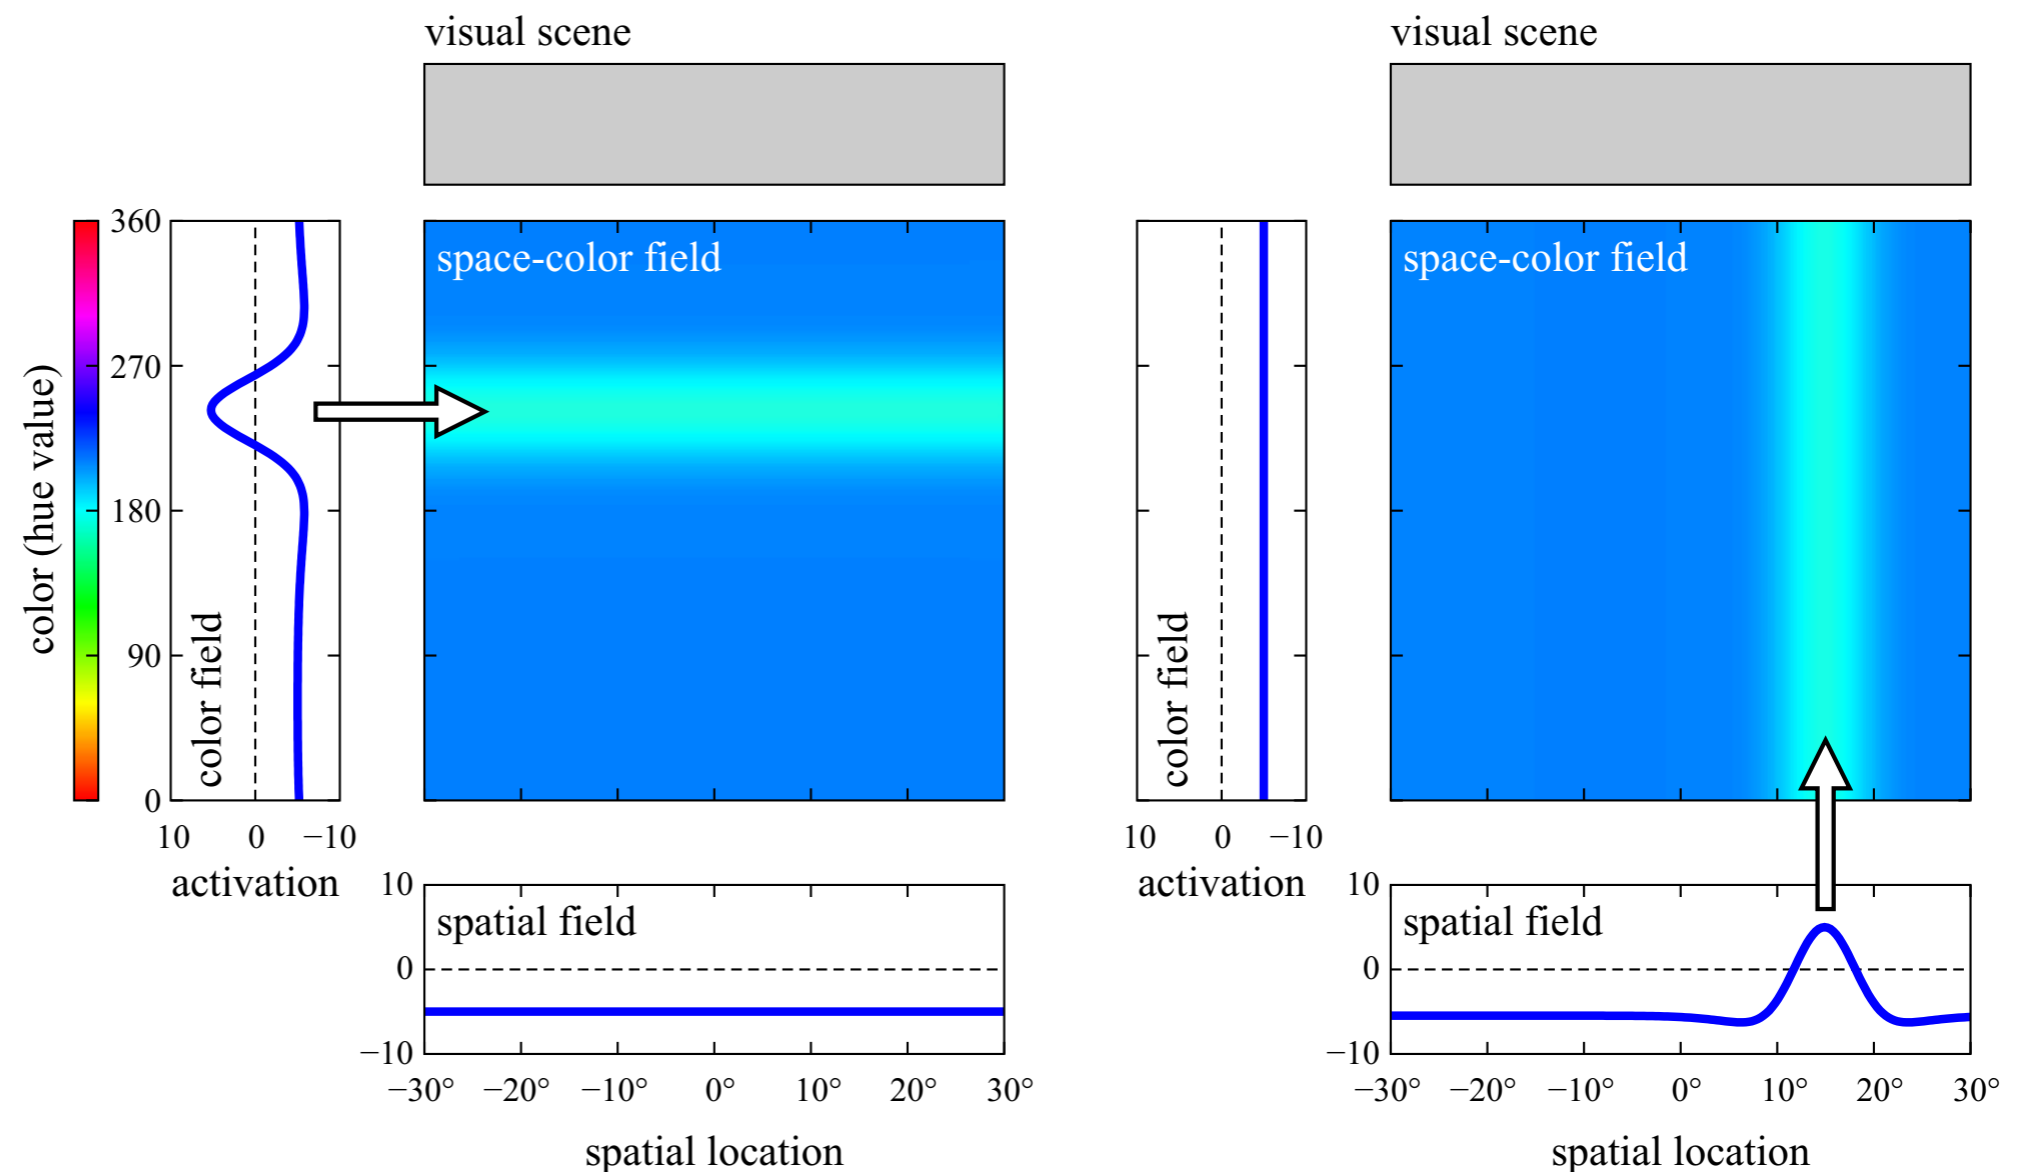 visual scene
visual scene
color (hue value)
360
270
180
90
0
color field
10 0 −10
activation
space-color field
color field
10 0 −10
activation
space-color field
10
0
−10
spatial field
−30° −20° −10° 0° 10° 20° 30°
spatial location
10
0
−10
spatial field
−30° −20° −10° 0° 10° 20° 30°
spatial location